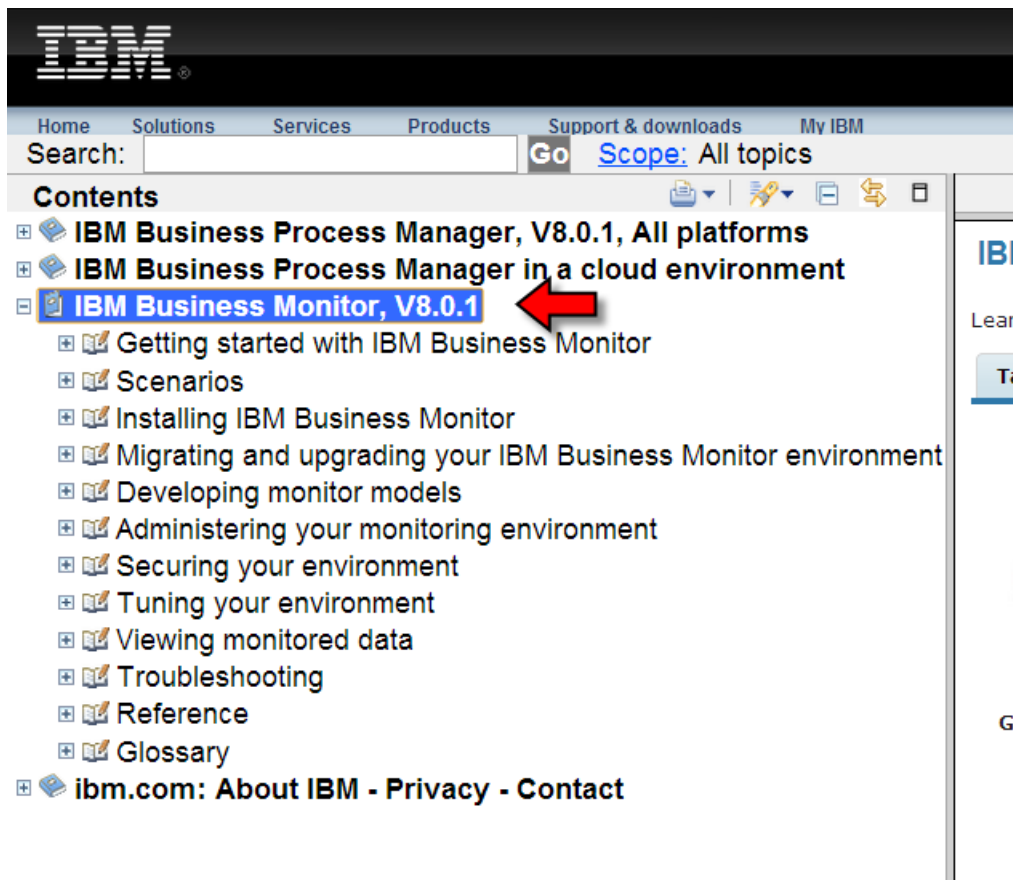 IBM®
Home Solutions Services Products Support & downloads My IBM
Search: Go Scope: All topics
Contents
IBM Business Process Manager, V8.0.1, All platforms
IBM Business Process Manager in a cloud environment
IBM Business Monitor, V8.0.1
Getting started with IBM Business Monitor
Scenarios
Installing IBM Business Monitor
Migrating and upgrading your IBM Business Monitor environment
Developing monitor models
Administering your monitoring environment
Securing your environment
Tuning your environment
Viewing monitored data
Troubleshooting
Reference
Glossary
ibm.com: About IBM - Privacy - Contact